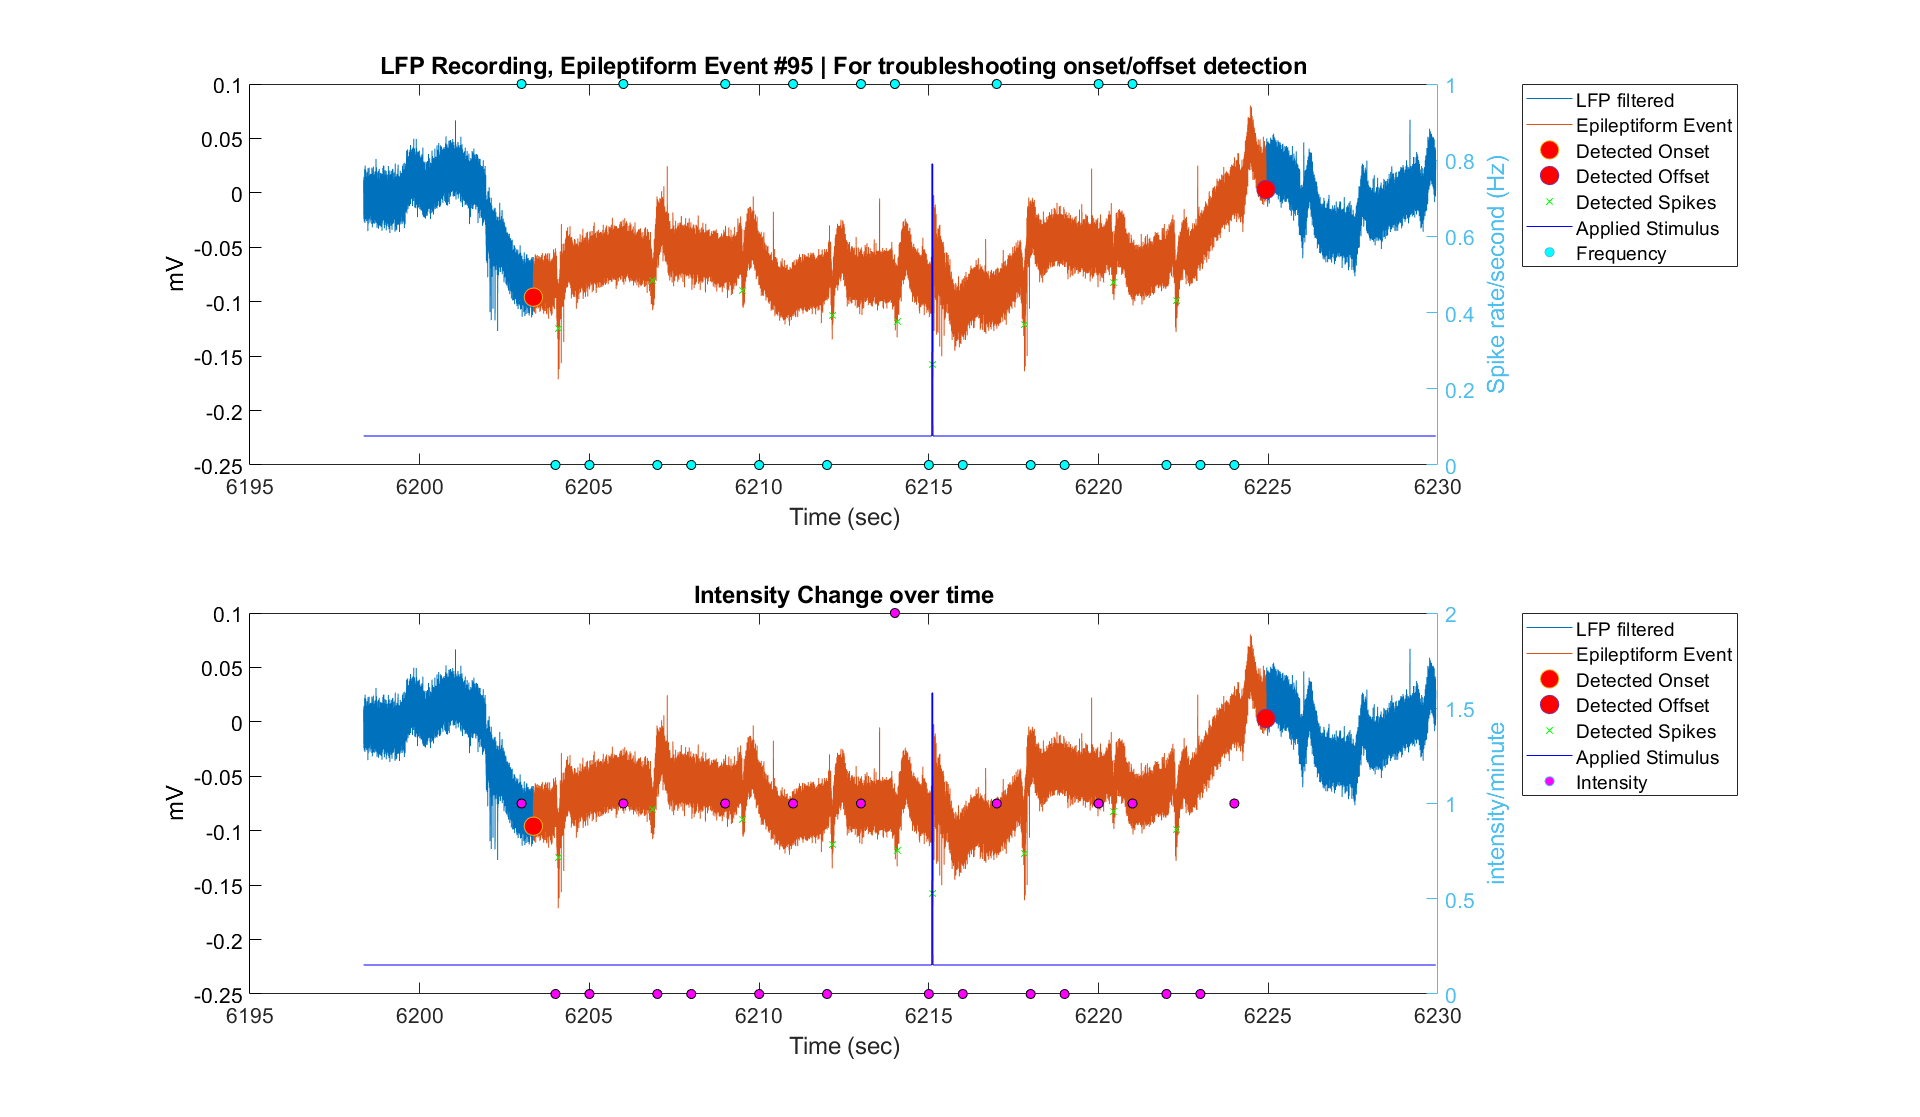 LFP Recording, Epileptiform Event #95 | For troubleshooting onset/offset detection
0.1
0.05
0
-0.05
-0.1
-0.15
-0.2
-0.25
mV
6195 6200 6205 6210 6215 6220 6225 6230
Time (sec)
1
0.8
0.6
0.4
0.2
0
Spike rate/second (Hz)
LFP filtered
Epileptiform Event
Detected Onset
Detected Offset
Detected Spikes
Applied Stimulus
Frequency
Intensity Change over time
0.1
0.05
0
-0.05
-0.1
-0.15
-0.2
-0.25
mV
6195 6200 6205 6210 6215 6220 6225 6230
Time (sec)
2
1.5
1
0.5
0
intensity/minute
LFP filtered
Epileptiform Event
Detected Onset
Detected Offset
Detected Spikes
Applied Stimulus
Intensity